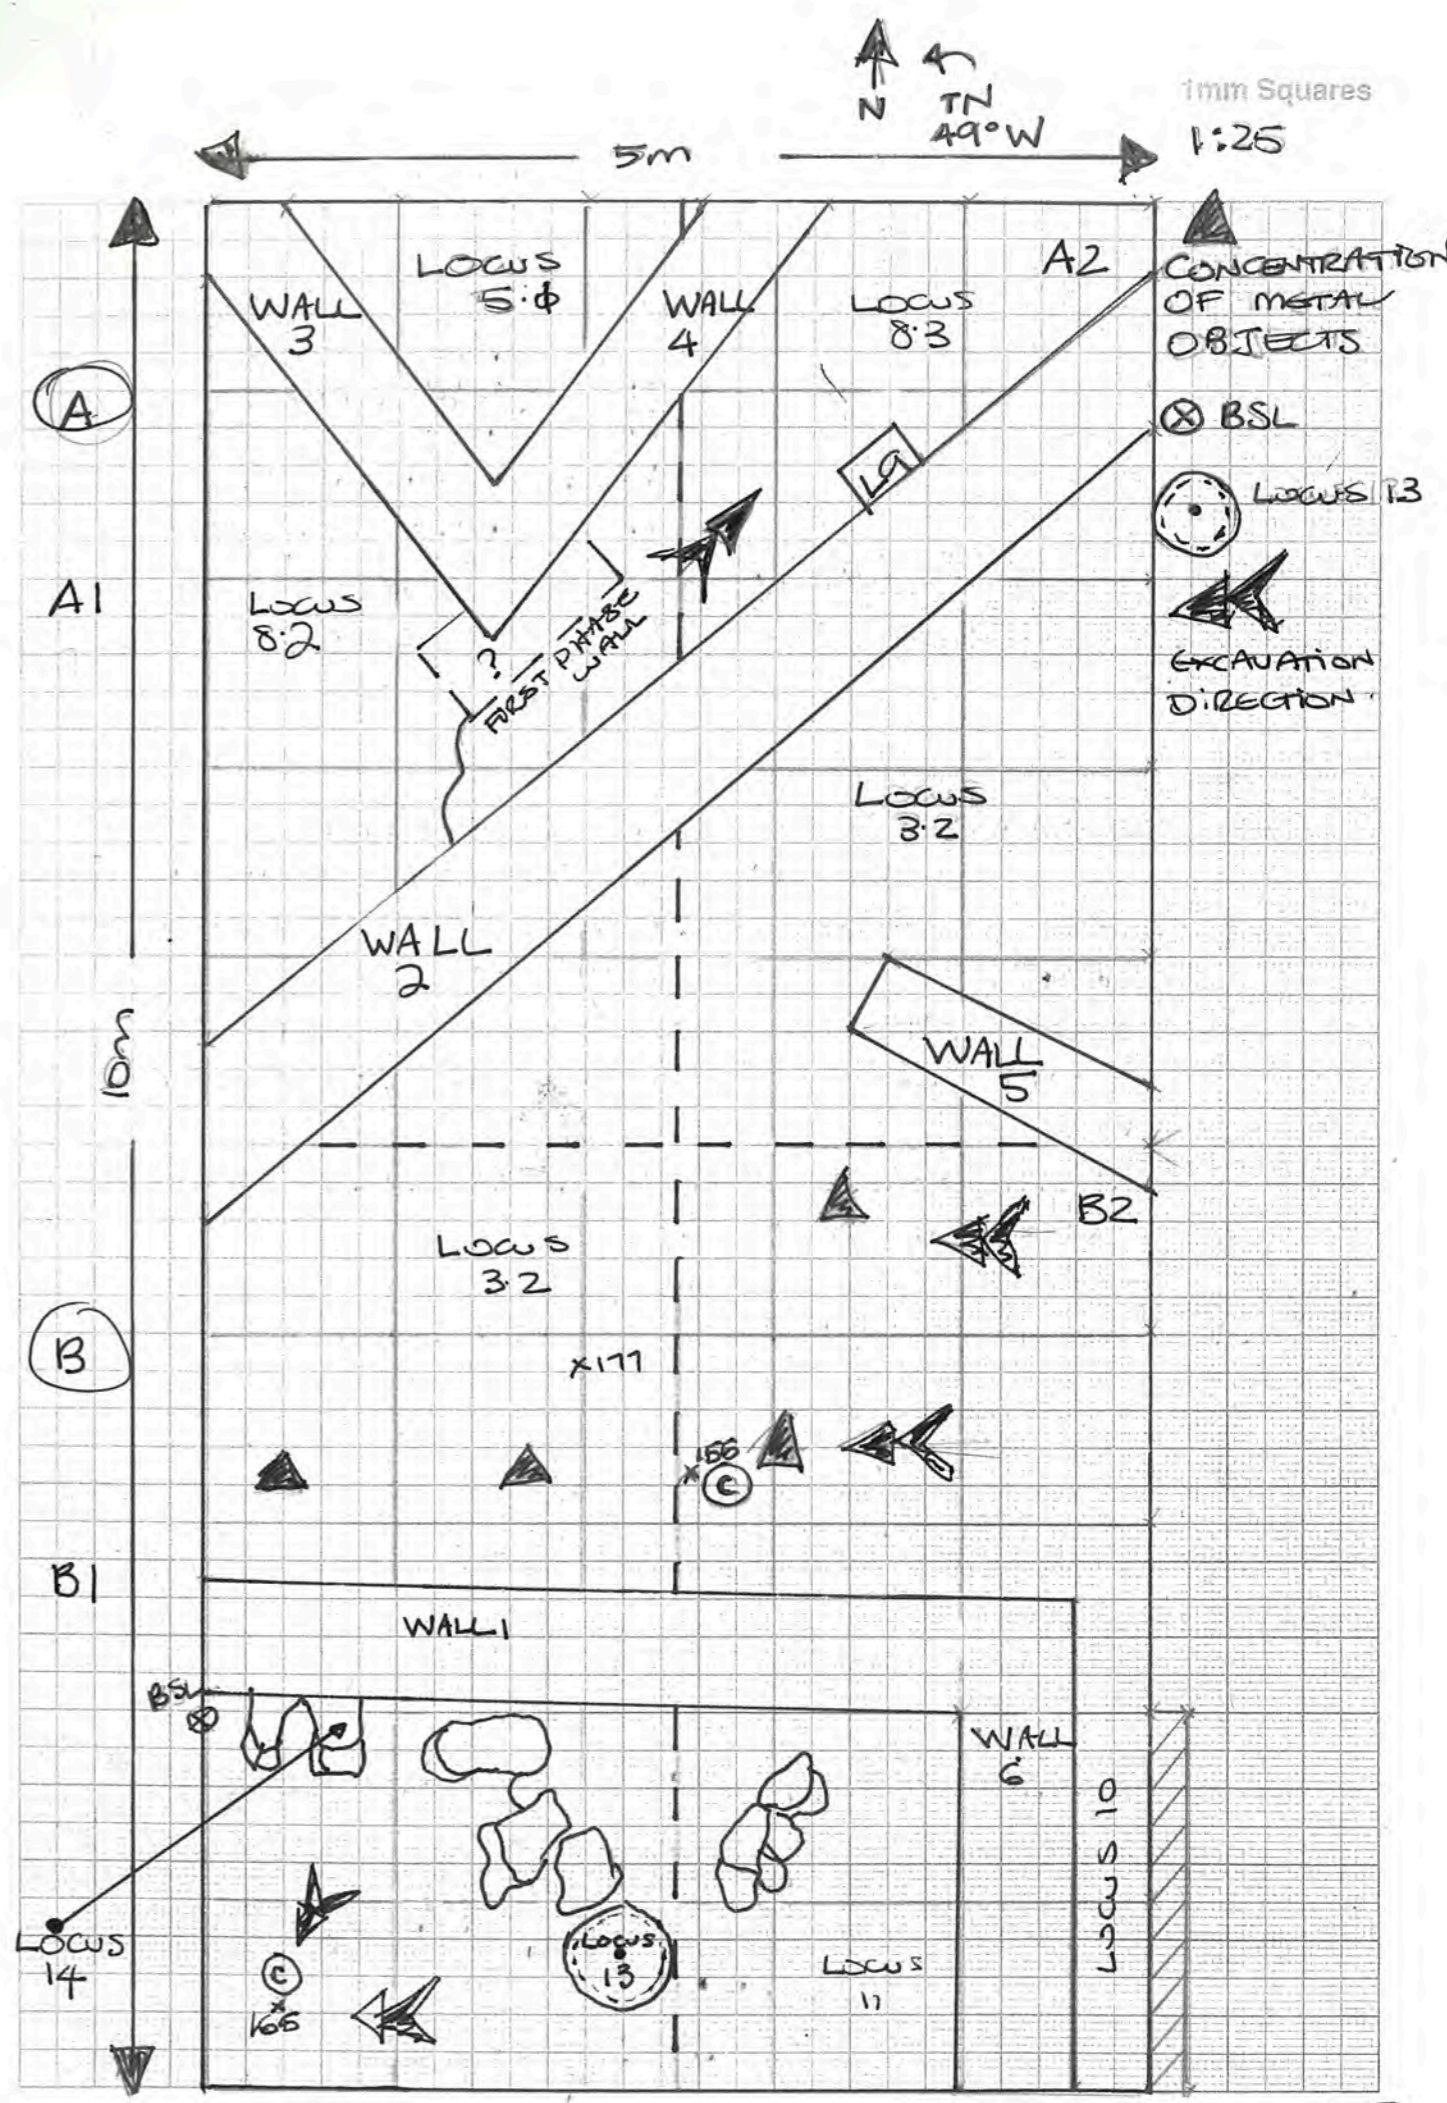 N
TN
49°W
1mm Squares
1:25
5m
LOCUS
5·0
A2
CONCENTRATION
OF METAL
OBJECTS
WALL
3
WALL
4
LOCUS
8·3
A
BSL
L9
LOCUS 13
A1
LOCUS
8·2
?
FIRST PHASE
WALL
EXCAVATION
DIRECTION.
LOCUS
3·2
WALL
2
10m
WALL
5
B2
LOCUS
3·2
B
x177
x166
C
B1
WALL 1
BSL
WALL
6
LOCUS 10
LOCUS
14
LOCUS
13
LOCUS
11
C
x
166